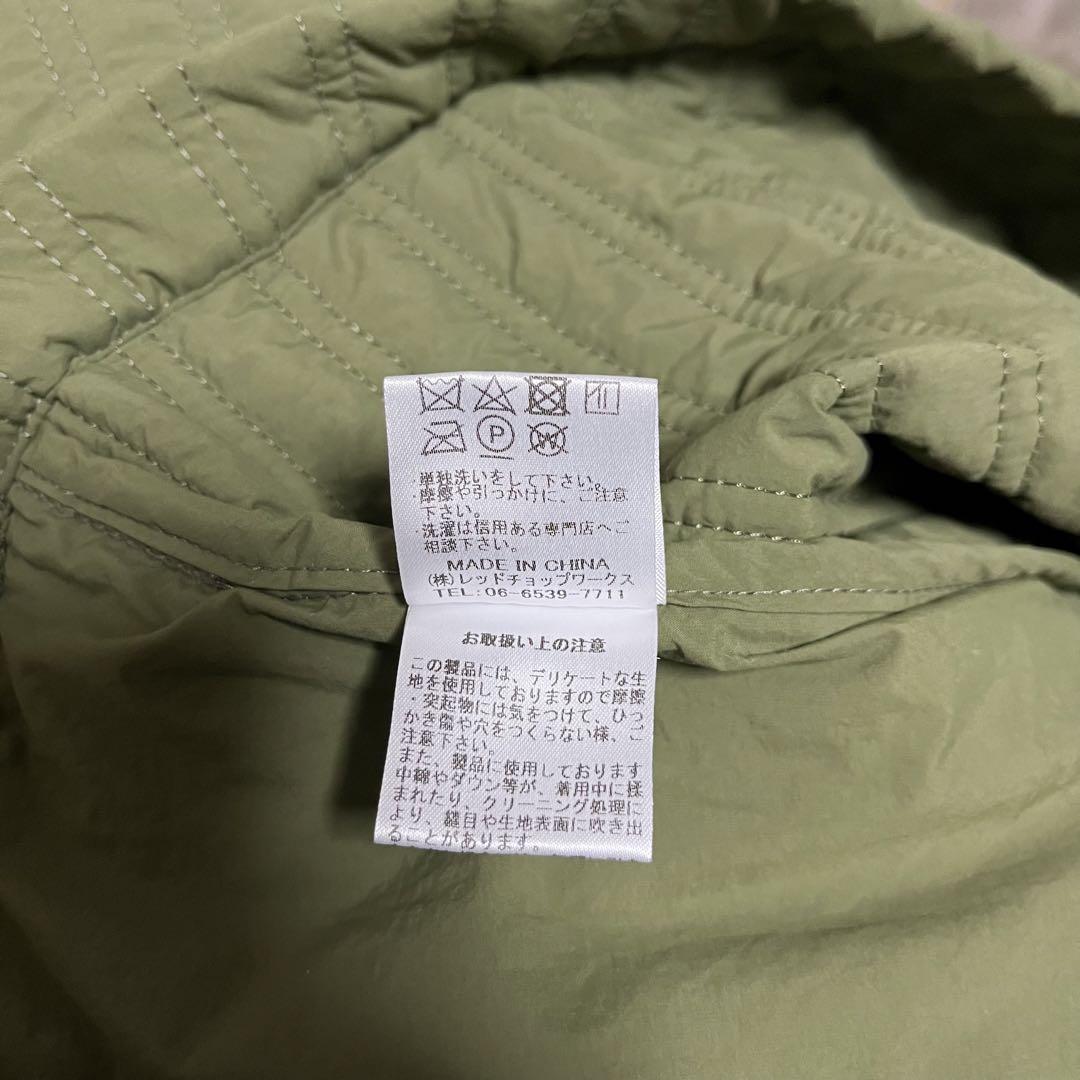 P
W
単独洗いをして下さい。
・摩擦や引っかけに、ご注意
下さい。
・洗濯は信用ある専門店へご
相談下さい。
MADE IN CHINA
(株)レッドチョップワークス
TEL:06-6539-7711
お取扱い上の注意
この製品には、デリケートな生
地を使用しておりますので摩擦
・突起物には気をつけて、ひっ
かき傷や穴をつくらない様、ご
注意下さい。
また、製品に使用しております
中綿やダウン等が、着用中に揉
まれたり、クリーニング処理に
より、縫目や生地表面に吹き出
ることがあります。